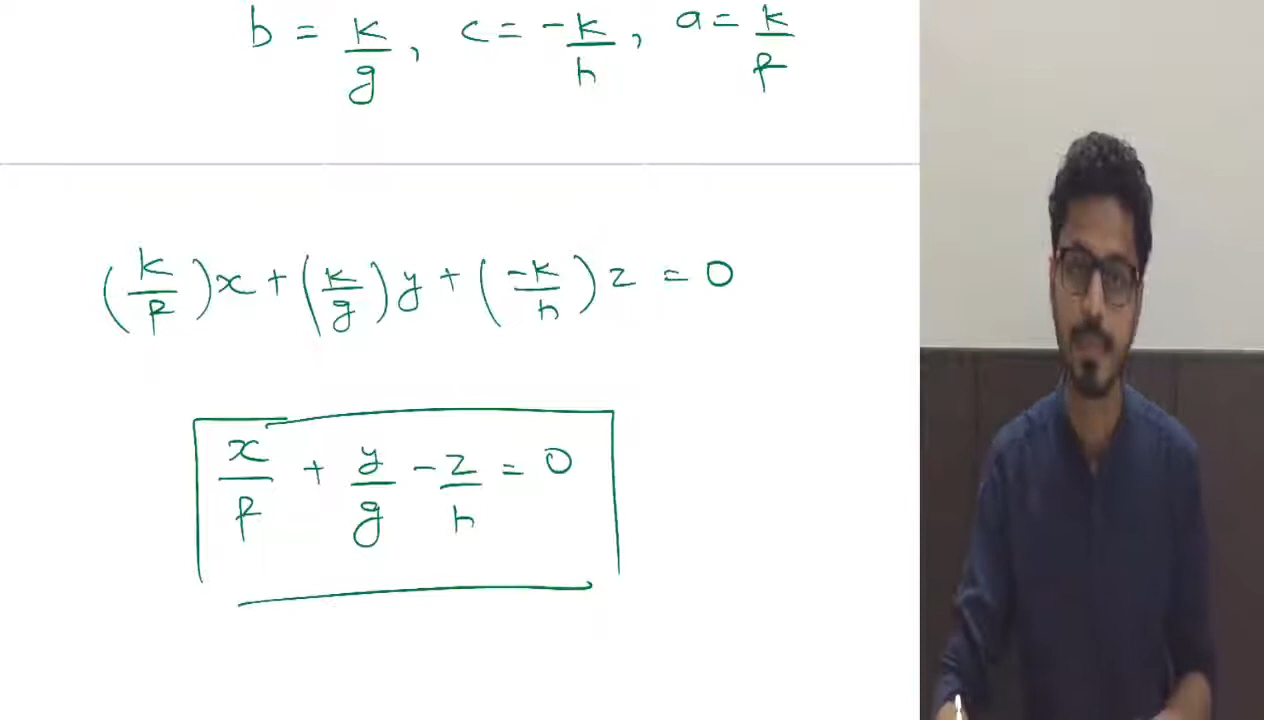 b = k/g, c = -k/h, a = k/f
(k/f)x + (k/g)y + (-k/h)z = 0
x/f + y/g - z/h = 0